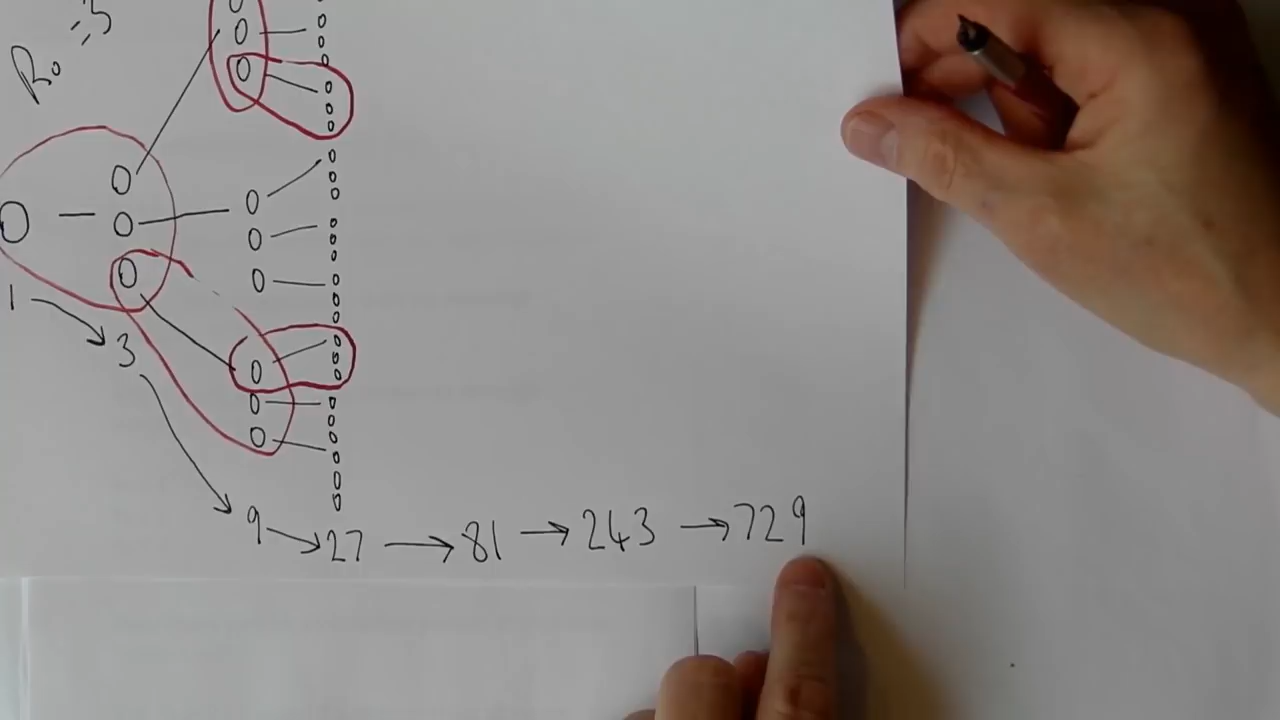 R₀ = 3
1 → 3 → 9 → 27 → 81 → 243 → 729